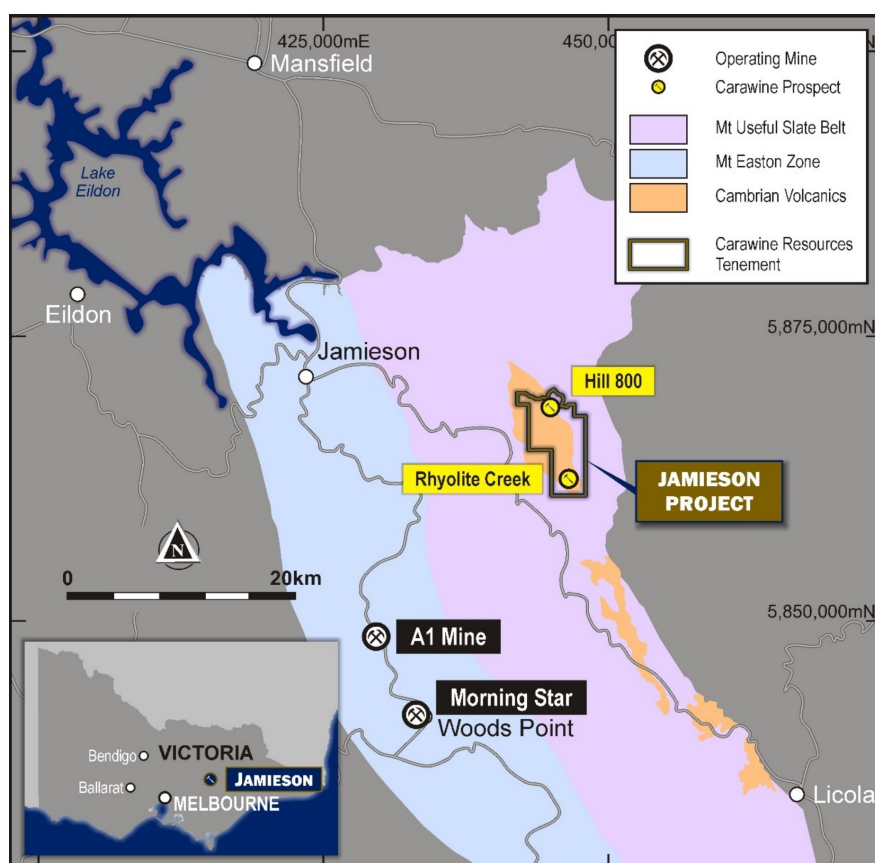 425,000mE
450,00
Mansfield
Operating Mine
Carawine Prospect
Mt Useful Slate Belt
Mt Easton Zone
Cambrian Volcanics
Carawine Resources
Tenement
Lake
Eildon
Eildon
5,875,000mN
Jamieson
Hill 800
Rhyolite Creek
JAMIESON
PROJECT
N
0
20km
5,850,000mN
A1 Mine
Morning Star
Woods Point
Licola
Bendigo
VICTORIA
Ballarat
JAMIESON
MELBOURNE